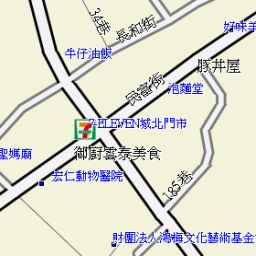 34巷
長和街
好味美
牛仔油飯
豚丼屋
民富街
泡麵堂
7-ELEVEN城北門市
御廚雲泰美食
聖媽廟
宏仁動物醫院
185巷
財團法人鴻梅文化藝術基金